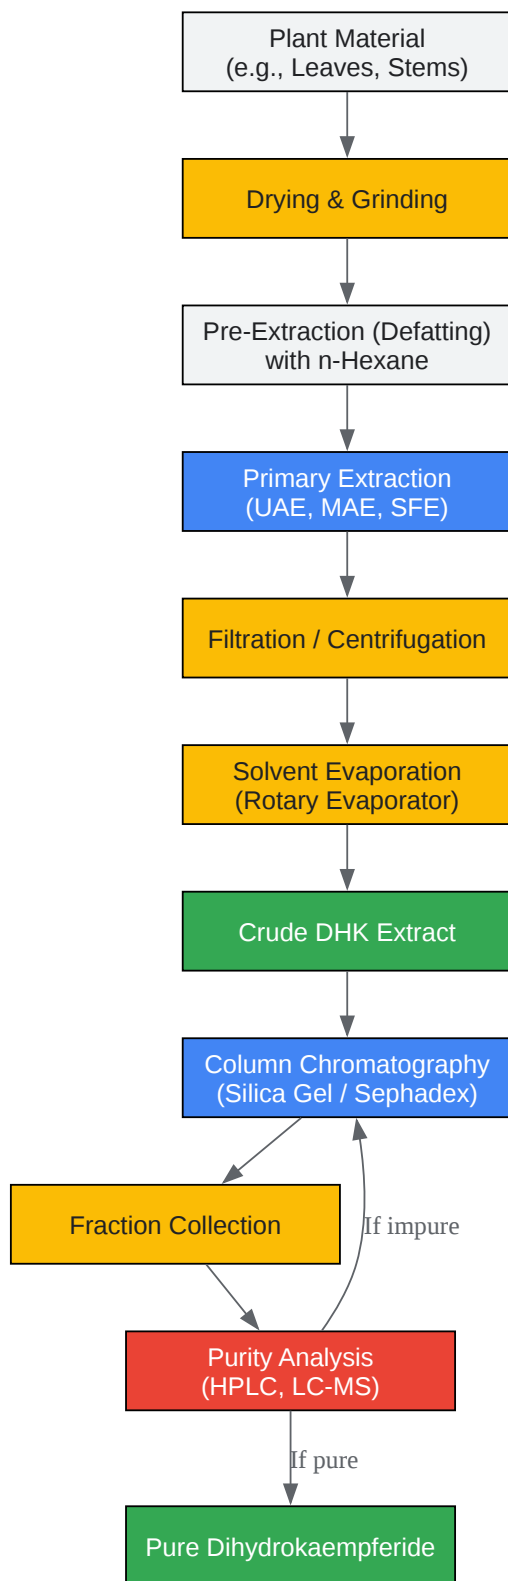 Plant Material
(e.g., Leaves, Stems)
Drying & Grinding
Pre-Extraction (Defatting)
with n-Hexane
Primary Extraction
(UAE, MAE, SFE)
Filtration / Centrifugation
Solvent Evaporation
(Rotary Evaporator)
Crude DHK Extract
Column Chromatography
(Silica Gel / Sephadex)
Fraction Collection
If impure
Purity Analysis
(HPLC, LC-MS)
If pure
Pure Dihydrokaempferide